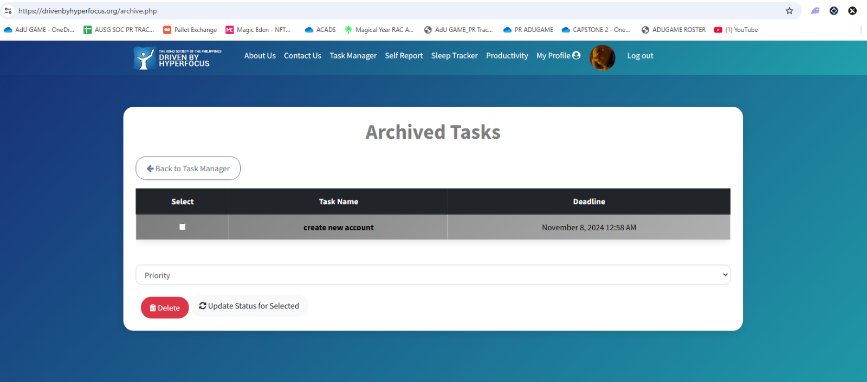 https://drivenbyhyperfocus.org/archive.php
AdU GAME - OneDr... AUSG SOC PR TRAC... Pallet Exchange Magic Eden - NFT... ACADS Magical Year RAC A... AdU GAME_PR Trac... PR ADUGAME CAPSTONE 2 - One... ADUGAME ROSTER (1) YouTube
THE ADHD SOCIETY OF THE PHILIPPINES
DRIVEN BY
HYPERFOCUS
About Us Contact Us Task Manager Self Report Sleep Tracker Productivity My Profile Log out
Archived Tasks
Back to Task Manager
Select Task Name Deadline
create new account November 8, 2024 12:58 AM
Priority
Delete Update Status for Selected